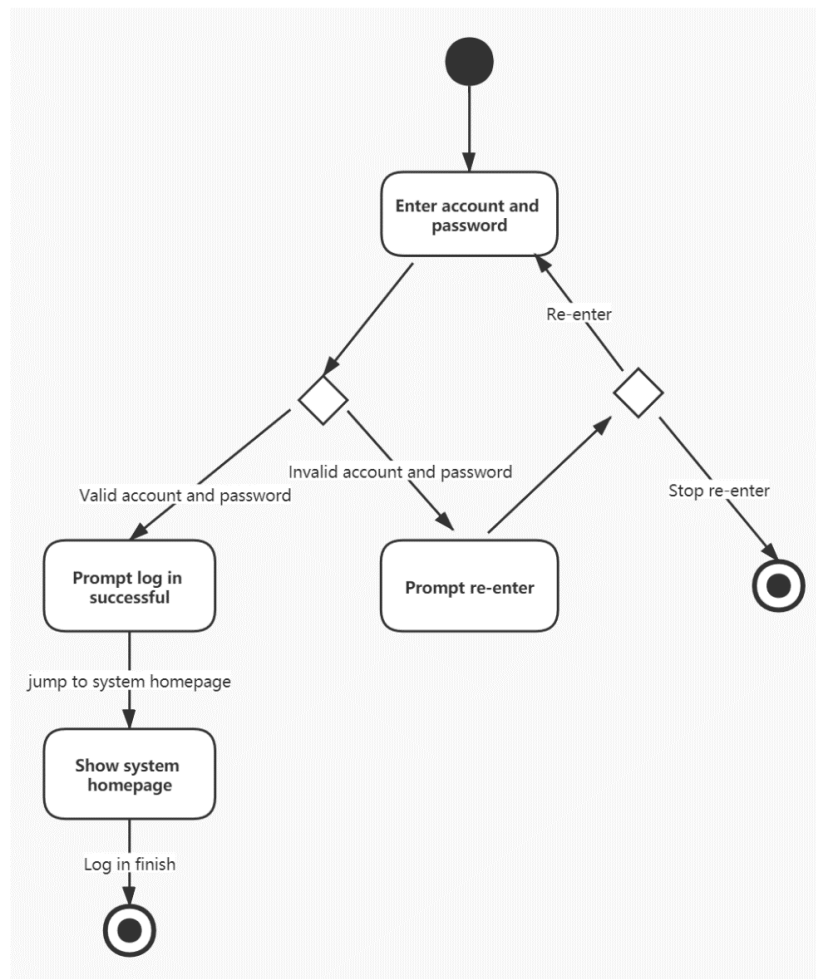 Enter account and
password
Re-enter
Invalid account and password
Stop re-enter
Valid account and password
Prompt log in
successful
Prompt re-enter
jump to system homepage
Show system
homepage
Log in finish